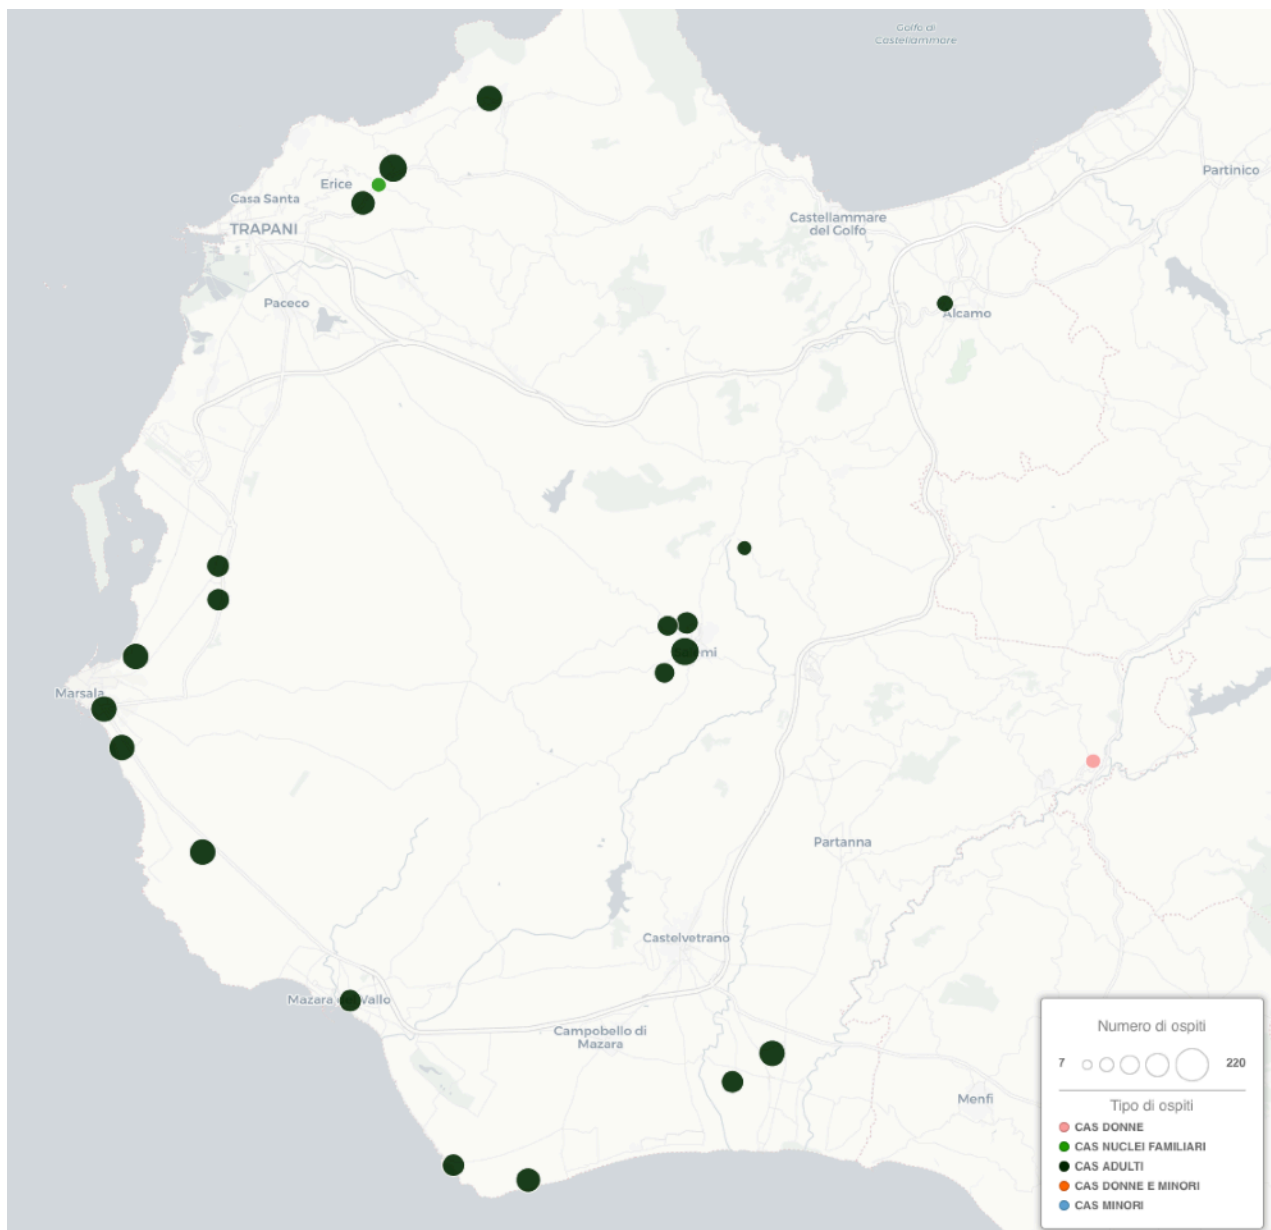 Golfo di
Castellammare
Partinico
Erice
Casa Santa
TRAPANI
Castellammare
del Golfo
Paceco
Alcamo
Marsala
Partanna
Castelvetrano
Mazara Vallo
Campobello di
Mazara
Menfi
Numero di ospiti
7
220
Tipo di ospiti
CAS DONNE
CAS NUCLEI FAMILIARI
CAS ADULTI
CAS DONNE E MINORI
CAS MINORI